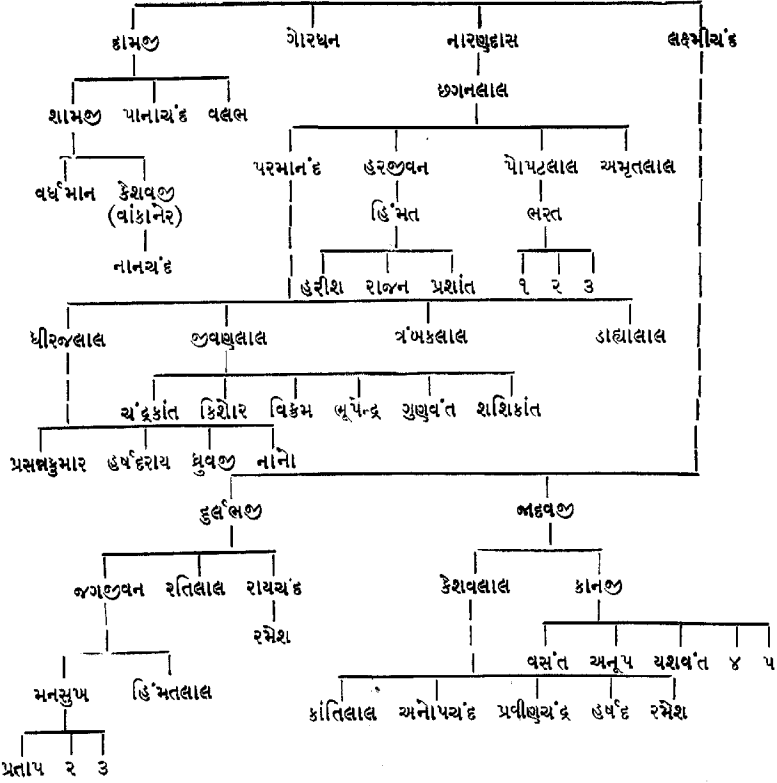 દામજી ગોરધન નારણદાસ લક્ષ્મીચંદ
છગનલાલ
શામજી પાનાચંદ વલભ
પરમાનંદ હરજીવન પોપટલાલ અમૃતલાલ
વર્ધમાન કેશવજી
(વાંકાનેર) હિંમત ભરત
નાનચંદ
હરીશ રાજન પ્રશાંત ૧ ૨ ૩
ધીરજલાલ જીવણલાલ ત્રંબકલાલ ડાહ્યાલાલ
ચંદ્રકાંત કિશોર વિક્રમ ભૂપેન્દ્ર ગુણવંત શશિકાંત
પ્રસન્નકુમાર હર્ષદરાય ધ્રુવજી નાનો
દુર્લભજી જાદવજી
જગજીવન રતિલાલ રાયચંદ કેશવલાલ કાનજી
રમેશ
વસંત અનૂપ યશવંત ૪ ૫
મનસુખ હિંમતલાલ
કાંતિલાલ અનોપચંદ પ્રવીણચંદ્ર હર્ષદ રમેશ
પ્રતાપ ૨ ૩